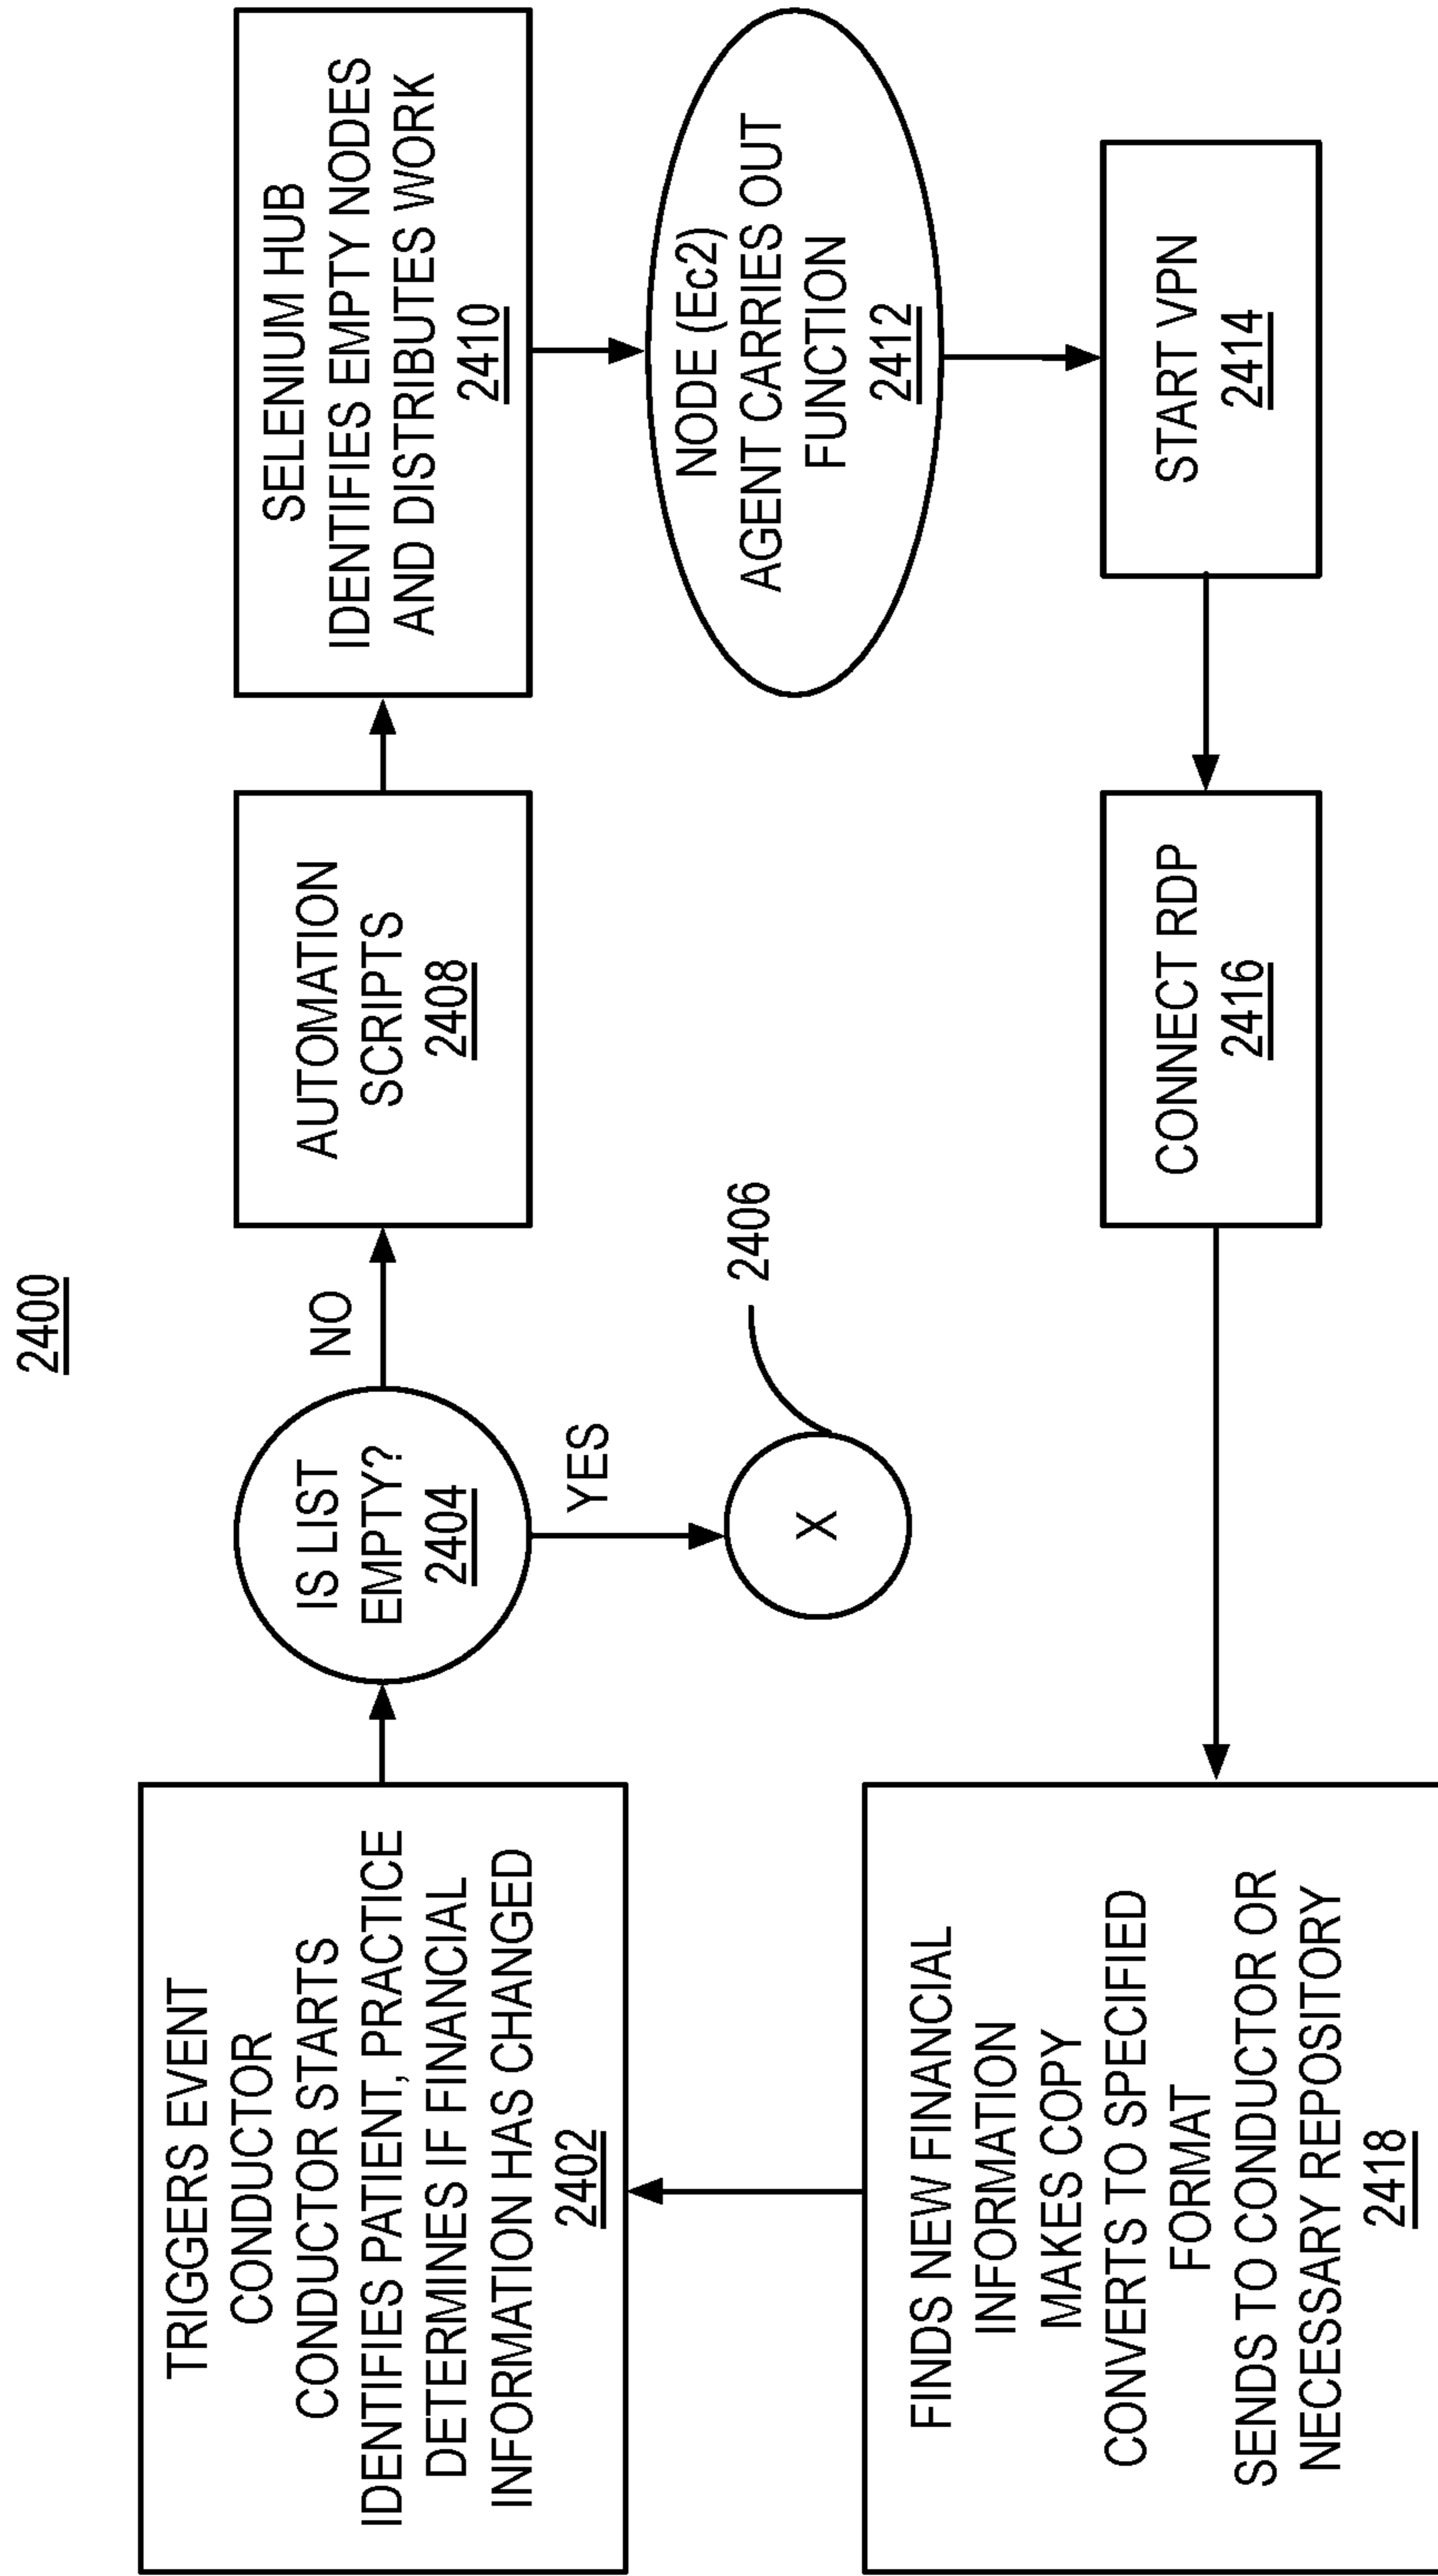 2400
TRIGGERS EVENT
CONDUCTOR
CONDUCTOR STARTS
IDENTIFIES PATIENT, PRACTICE
DETERMINES IF FINANCIAL
INFORMATION HAS CHANGED
2402
IS LIST
EMPTY?
2404
NO
YES
X
2406
AUTOMATION
SCRIPTS
2408
SELENIUM HUB
IDENTIFIES EMPTY NODES
AND DISTRIBUTES WORK
2410
NODE (Ec2)
AGENT CARRIES OUT
FUNCTION
2412
START VPN
2414
CONNECT RDP
2416
FINDS NEW FINANCIAL
INFORMATION
MAKES COPY
CONVERTS TO SPECIFIED
FORMAT
SENDS TO CONDUCTOR OR
NECESSARY REPOSITORY
2418